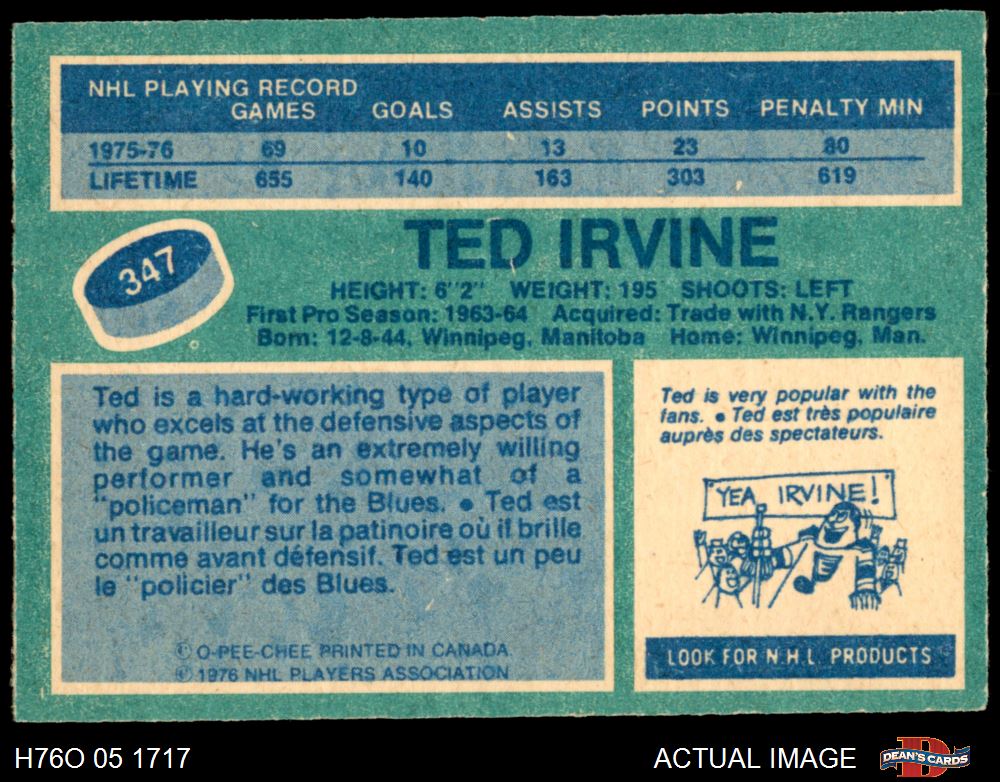 NHL PLAYING RECORD
GAMES GOALS ASSISTS POINTS PENALTY MIN
1975-76 69 10 13 23 80
LIFETIME 655 140 163 303 619
347
TED IRVINE
HEIGHT: 6''2'' WEIGHT: 195 SHOOTS: LEFT
First Pro Season: 1963-64 Acquired: Trade with N.Y. Rangers
Born: 12-8-44, Winnipeg, Manitoba Home: Winnipeg, Man.
Ted is a hard-working type of player
who excels at the defensive aspects of
the game. He's an extremely willing
performer and somewhat of a
"policeman" for the Blues. • Ted est
un travailleur sur la patinoire où il brille
comme avant défensif. Ted est un peu
le "policier" des Blues.
© O-PEE-CHEE PRINTED IN CANADA
© 1976 NHL PLAYERS ASSOCIATION
Ted is very popular with the
fans. • Ted est très populaire
auprès des spectateurs.
YEA IRVINE!
LOOK FOR N.H.L PRODUCTS
H76O 05 1717
ACTUAL IMAGE
D
DEAN'S CARDS